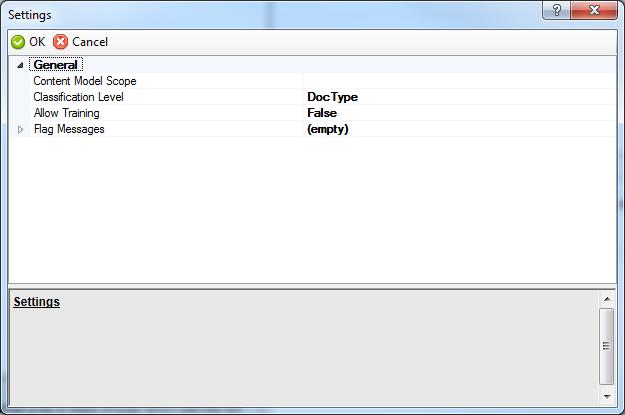 Settings
?
OK Cancel
General
Content Model Scope
Classification Level DocType
Allow Training False
Flag Messages (empty)
Settings